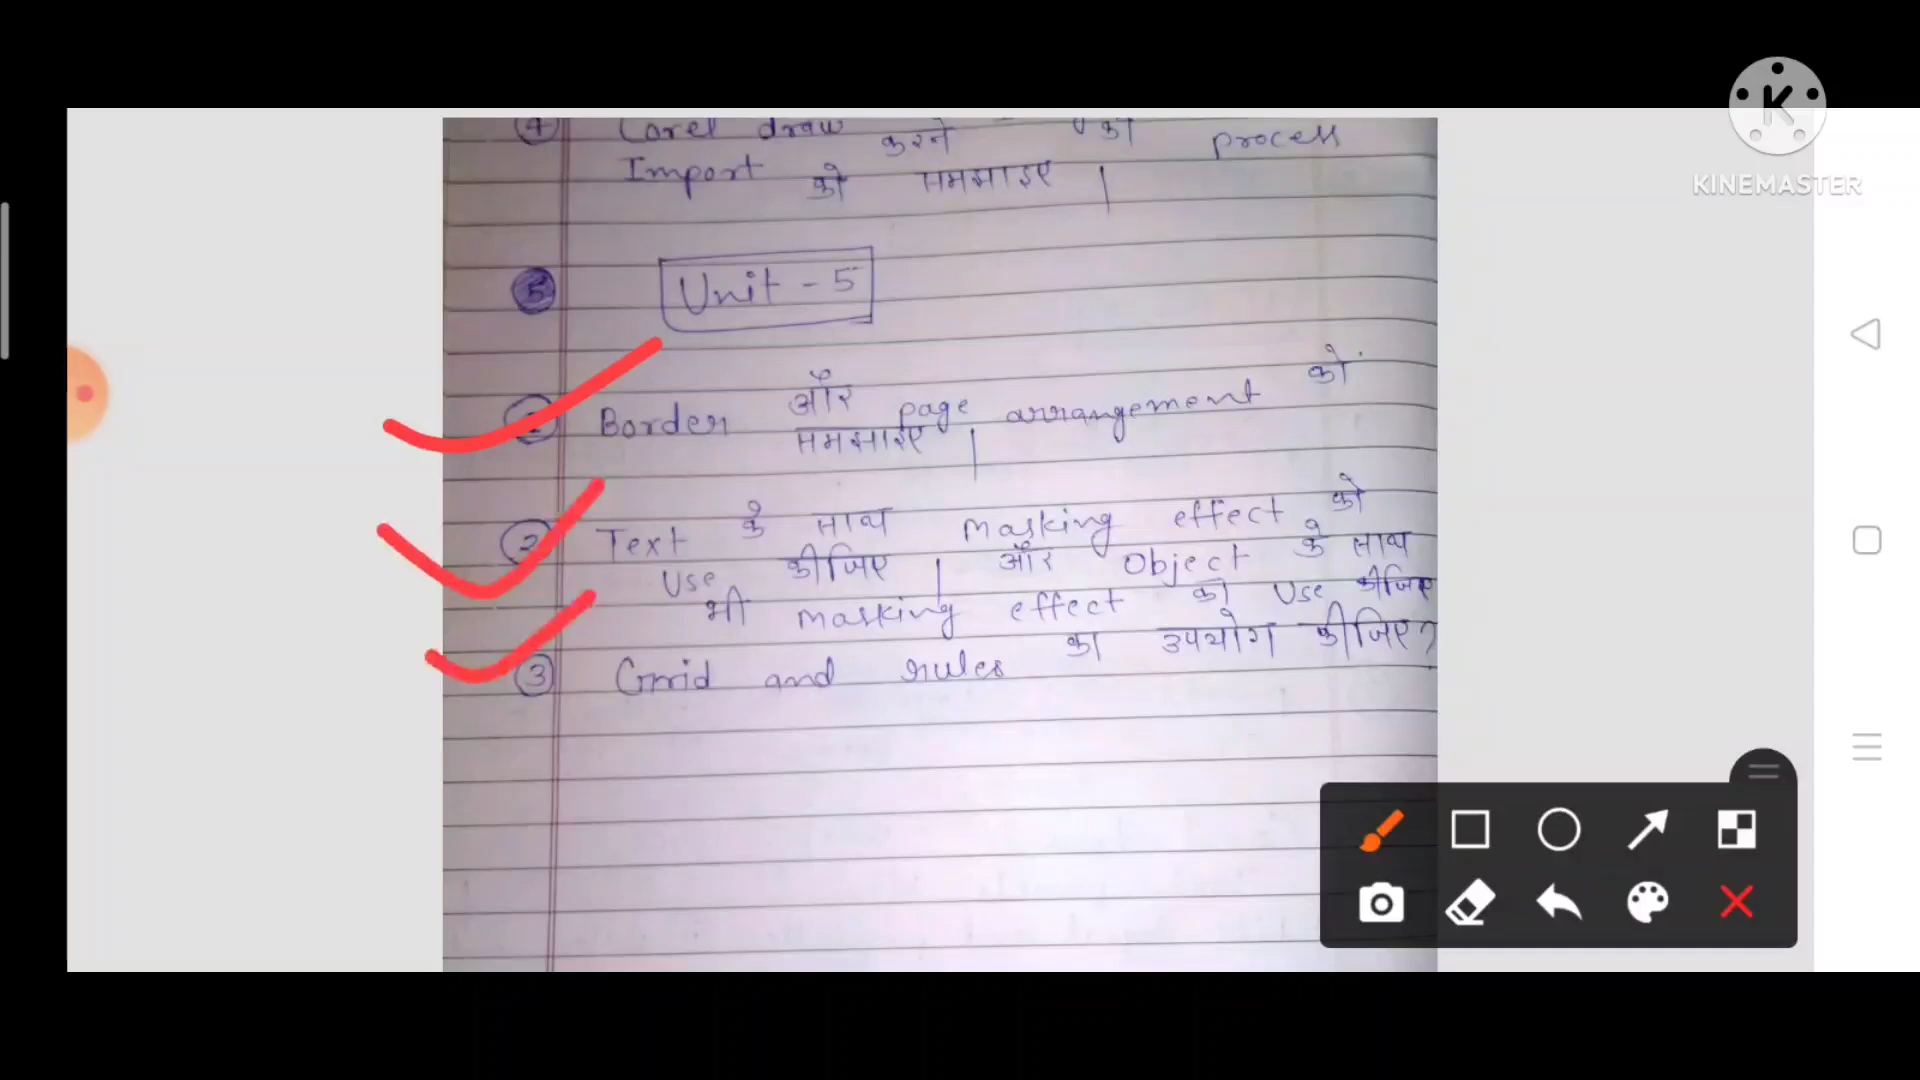 ④ Corel draw करने process
Import को समझाइए |
5 Unit - 5
Border और page arrangement को
समझाइए |
② Text के साथ masking effect को
Use कीजिए | और Object के साथ
भी masking effect का Use कीजिए
③ Grid and rules का उपयोग कीजिए?
K
KINEMASTER